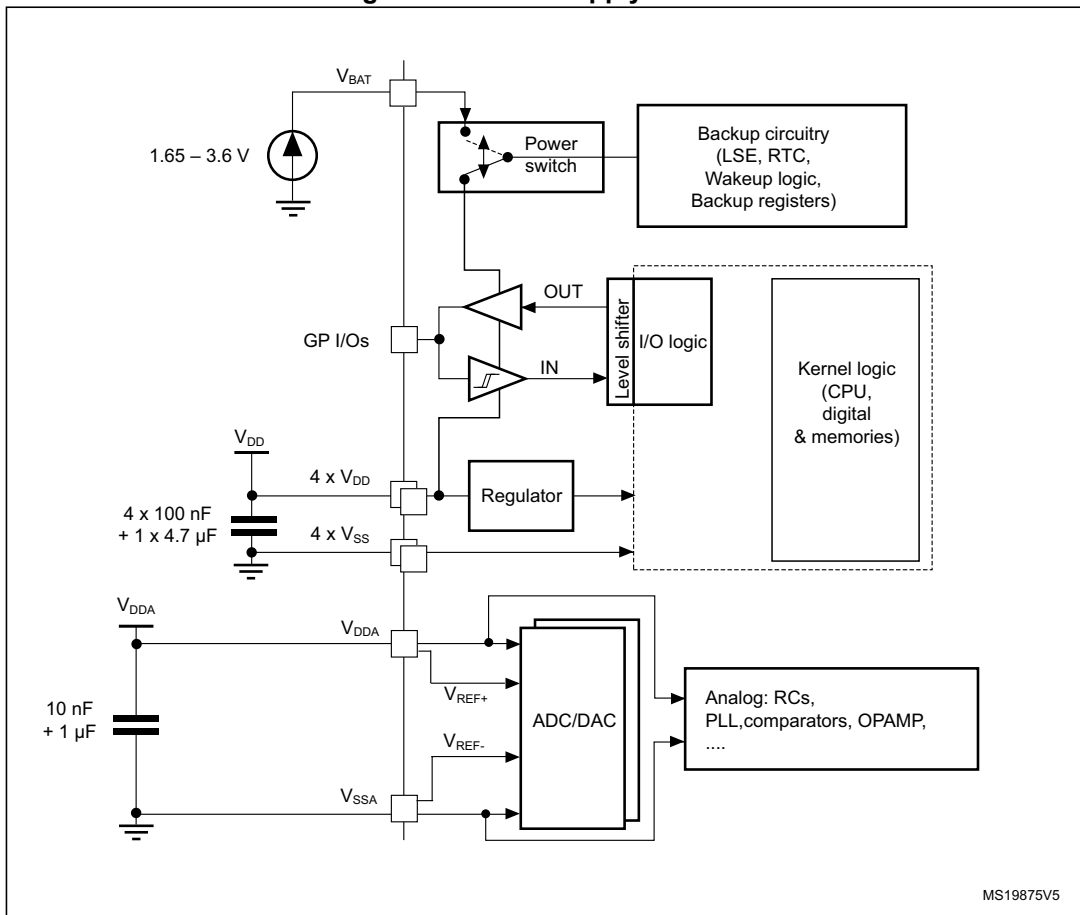 V_BAT
1.65 – 3.6 V
Power
switch
Backup circuitry
(LSE, RTC,
Wakeup logic,
Backup registers)
OUT
GP I/Os
IN
Level shifter
I/O logic
Kernel logic
(CPU,
digital
& memories)
V_DD
4 x V_DD
Regulator
4 x 100 nF
+ 1 x 4.7 µF
4 x V_SS
V_DDA
V_DDA
V_REF+
10 nF
+ 1 µF
ADC/DAC
Analog: RCs,
PLL,comparators, OPAMP,
....
V_REF-
V_SSA
MS19875V5